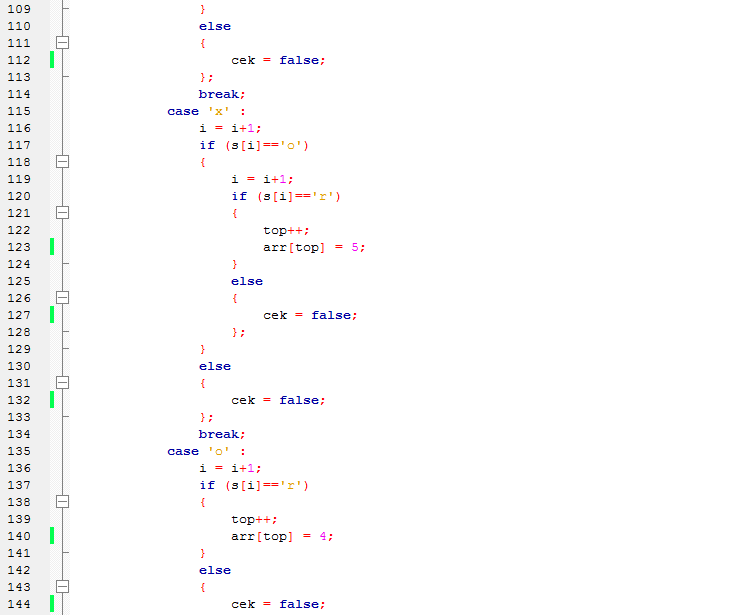 109 }
110 else
111 {
112 cek = false;
113 };
114 break;
115 case 'x' :
116 i = i+1;
117 if (s[i]=='o')
118 {
119 i = i+1;
120 if (s[i]=='r')
121 {
122 top++;
123 arr[top] = 5;
124 }
125 else
126 {
127 cek = false;
128 };
129 }
130 else
131 {
132 cek = false;
133 };
134 break;
135 case 'o' :
136 i = i+1;
137 if (s[i]=='r')
138 {
139 top++;
140 arr[top] = 4;
141 }
142 else
143 {
144 cek = false;